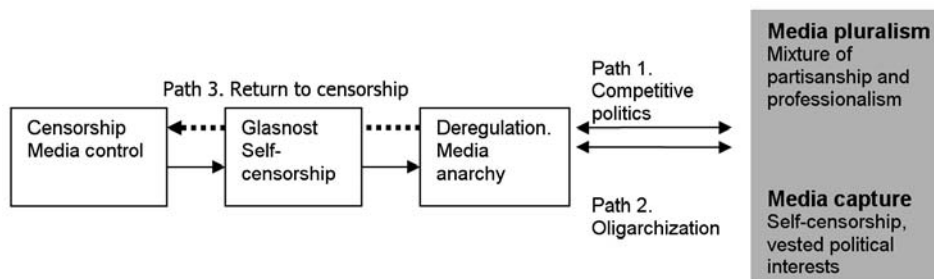 Path 3. Return to censorship
Censorship
Media control
Glasnost
Self-
censorship
Deregulation.
Media
anarchy
Path 1.
Competitive
politics
Path 2.
Oligarchization
Media pluralism
Mixture of
partisanship and
professionalism
Media capture
Self-censorship,
vested political
interests